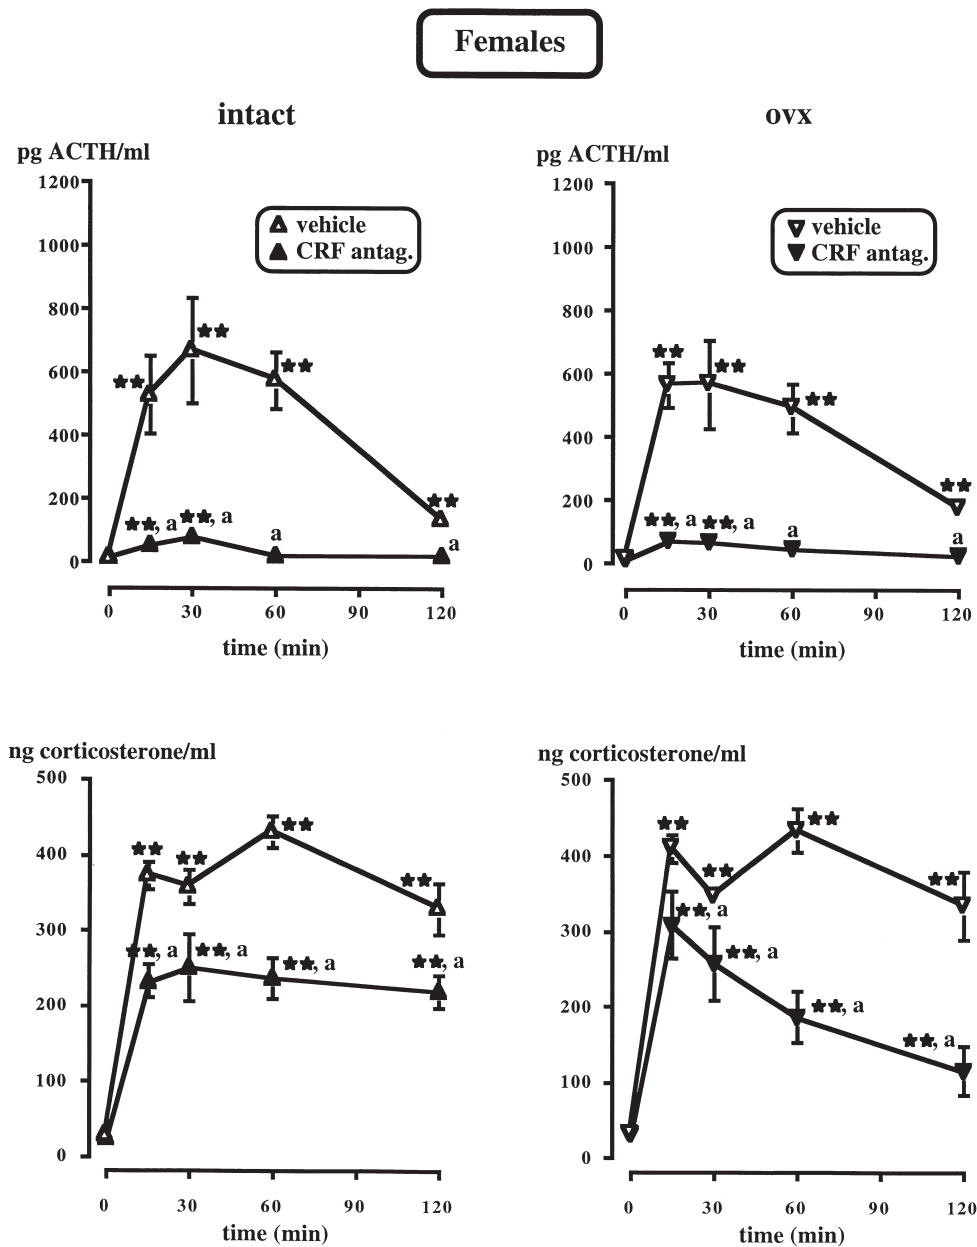 Females
intact
ovx
pg ACTH/ml
1200
1000
800
600
400
200
0
vehicle
CRF antag.
★★
★★
★★
★★
★★, a
★★, a
a
a
0 30 60 90 120
time (min)
pg ACTH/ml
1200
1000
800
600
400
200
0
vehicle
CRF antag.
★★
★★
★★
★★
★★, a
★★, a
a
a
0 30 60 90 120
time (min)
ng corticosterone/ml
500
400
300
200
100
0
★★
★★
★★
★★
★★, a
★★, a
★★, a
★★, a
0 30 60 90 120
time (min)
ng corticosterone/ml
500
400
300
200
100
0
★★
★★
★★
★★
★★, a
★★, a
★★, a
★★, a
0 30 60 90 120
time (min)